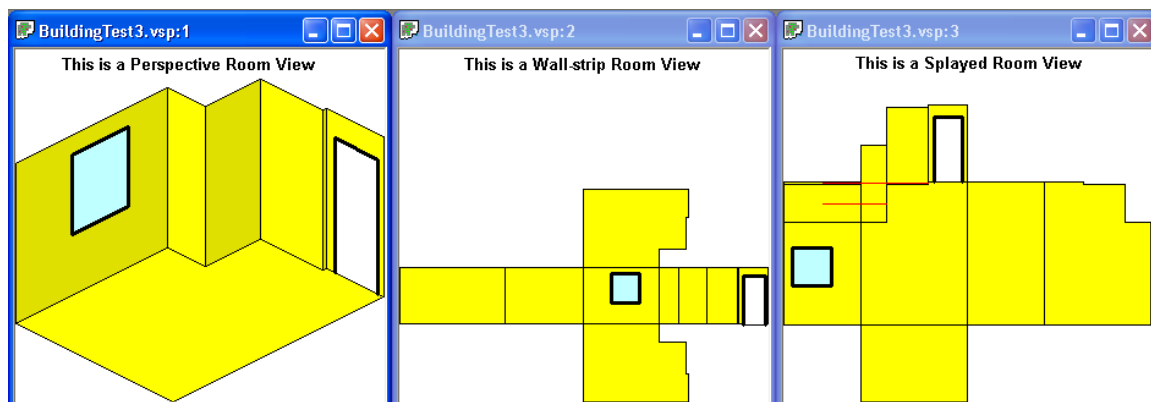 BuildingTest3.vsp:1
This is a Perspective Room View
BuildingTest3.vsp:2
This is a Wall-strip Room View
BuildingTest3.vsp:3
This is a Splayed Room View